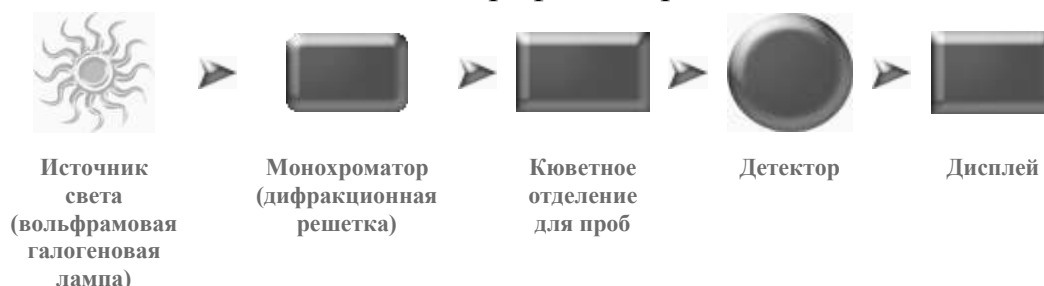 Источник
света
(вольфрамовая
галогеновая
лампа)
Монохроматор
(дифракционная
решетка)
Кюветное
отделение
для проб
Детектор
Дисплей